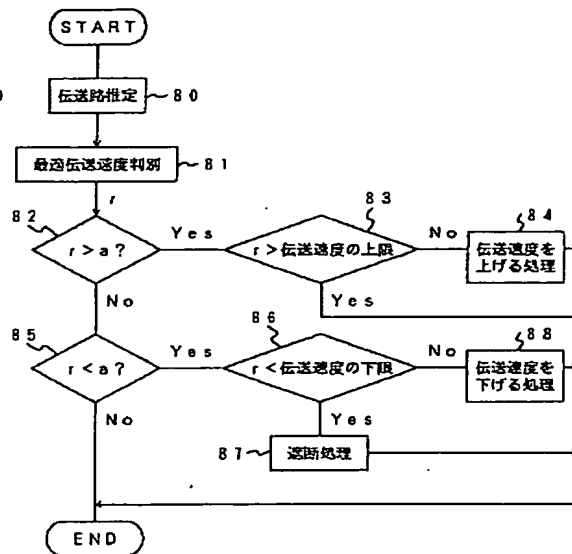 START
伝送路推定
80
最適伝送速度判別
81
r
82
r>a?
Yes
No
83
r>伝送速度の上限
No
Yes
84
伝送速度を
上げる処理
85
r<a?
Yes
No
86
r<伝送速度の下限
No
Yes
88
伝送速度を
下げる処理
87
遮断処理
END